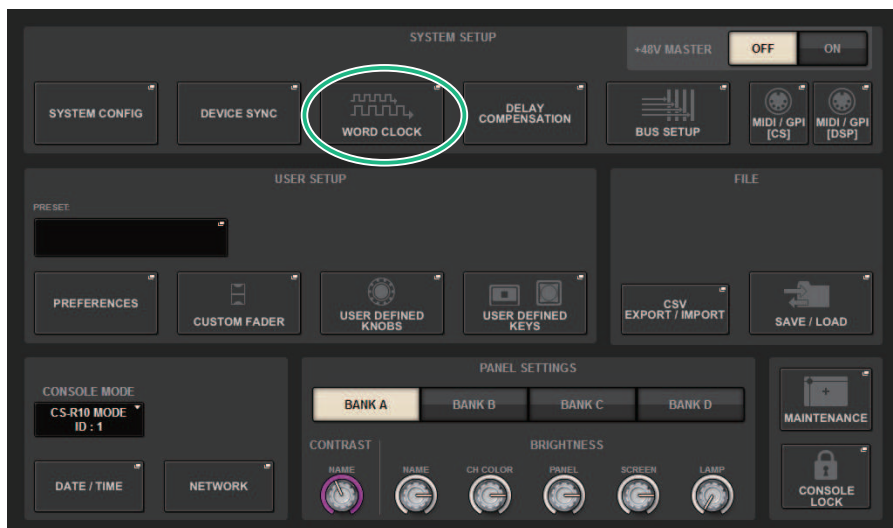 SYSTEM SETUP
+48V MASTER
OFF
ON
SYSTEM CONFIG
DEVICE SYNC
WORD CLOCK
DELAY
COMPENSATION
BUS SETUP
MIDI / GPI
[CS]
MIDI / GPI
[DSP]
USER SETUP
FILE
PRESET
PREFERENCES
CUSTOM FADER
USER DEFINED
KNOBS
USER DEFINED
KEYS
CSV
EXPORT / IMPORT
SAVE / LOAD
CONSOLE MODE
CS-R10 MODE
ID : 1
DATE / TIME
NETWORK
PANEL SETTINGS
BANK A
BANK B
BANK C
BANK D
CONTRAST
BRIGHTNESS
NAME
NAME
CH COLOR
PANEL
SCREEN
LAMP
MAINTENANCE
CONSOLE
LOCK